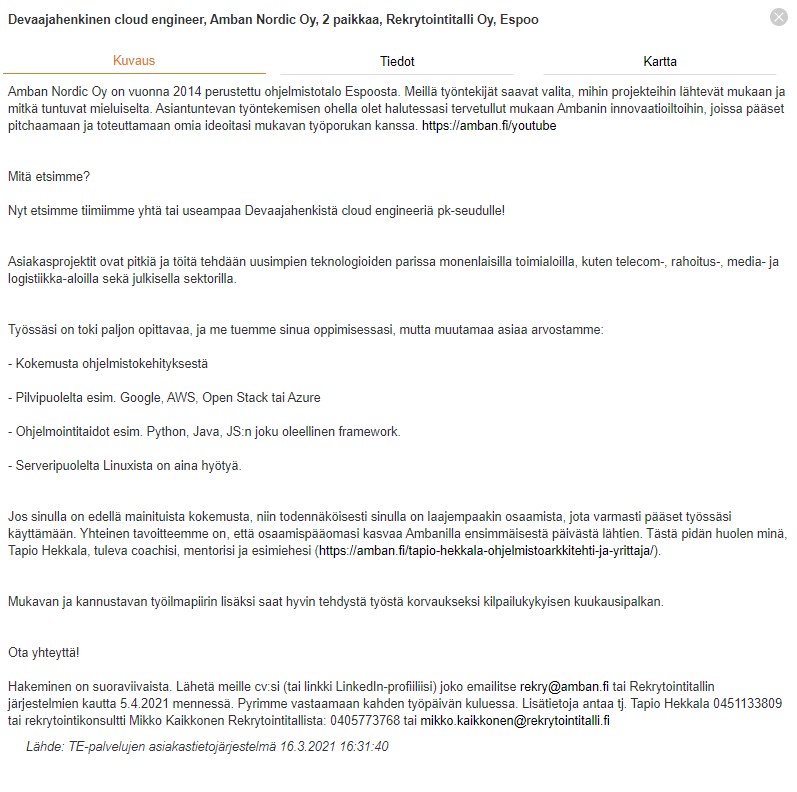 Devaajahenkinen cloud engineer, Amban Nordic Oy, 2 paikkaa, Rekrytointitalli Oy, Espoo
Kuvaus
Tiedot
Kartta
Amban Nordic Oy on vuonna 2014 perustettu ohjelmistotalo Espoosta. Meillä työntekijät saavat valita, mihin projekteihin lähtevät mukaan ja
mitkä tuntuvat mieluiselta. Asiantuntevan työntekemisen ohella olet halutessasi tervetullut mukaan Ambanin innovaatioiltoihin, joissa pääset
pitchaamaan ja toteuttamaan omia ideoitasi mukavan työporukan kanssa. https://amban.fi/youtube
Mitä etsimme?
Nyt etsimme tiimiimme yhtä tai useampaa Devaajahenkistä cloud engineeriä pk-seudulle!
Asiakasprojektit ovat pitkiä ja töitä tehdään uusimpien teknologioiden parissa monenlaisilla toimialoilla, kuten telecom-, rahoitus-, media- ja
logistiikka-aloilla sekä julkisella sektorilla.
Työssäsi on toki paljon opittavaa, ja me tuemme sinua oppimisessasi, mutta muutamaa asiaa arvostamme:
- Kokemusta ohjelmistokehityksestä
- Pilvipuolelta esim. Google, AWS, Open Stack tai Azure
- Ohjelmointitaidot esim. Python, Java, JS:n joku oleellinen framework.
- Serveripuolelta Linuxista on aina hyötyä.
Jos sinulla on edellä mainituista kokemusta, niin todennäköisesti sinulla on laajempaakin osaamista, jota varmasti pääset työssäsi
käyttämään. Yhteinen tavoitteemme on, että osaamispääomasi kasvaa Ambanilla ensimmäisestä päivästä lähtien. Tästä pidän huolen minä,
Tapio Hekkala, tuleva coachisi, mentorisi ja esimiehesi (https://amban.fi/tapio-hekkala-ohjelmistoarkkitehti-ja-yrittaja/).
Mukavan ja kannustavan työilmapiirin lisäksi saat hyvin tehdystä työstä korvaukseksi kilpailukykyisen kuukausipalkan.
Ota yhteyttä!
Hakeminen on suoraviivaista. Lähetä meille cv:si (tai linkki LinkedIn-profiiliisi) joko emailitse rekry@amban.fi tai Rekrytointitallin
järjestelmien kautta 5.4.2021 mennessä. Pyrimme vastaamaan kahden työpäivän kuluessa. Lisätietoja antaa tj. Tapio Hekkala 0451133809
tai rekrytointikonsultti Mikko Kaikkonen Rekrytointitallista: 0405773768 tai mikko.kaikkonen@rekrytointitalli.fi
Lähde: TE-palvelujen asiakastietojärjestelmä 16.3.2021 16:31:40